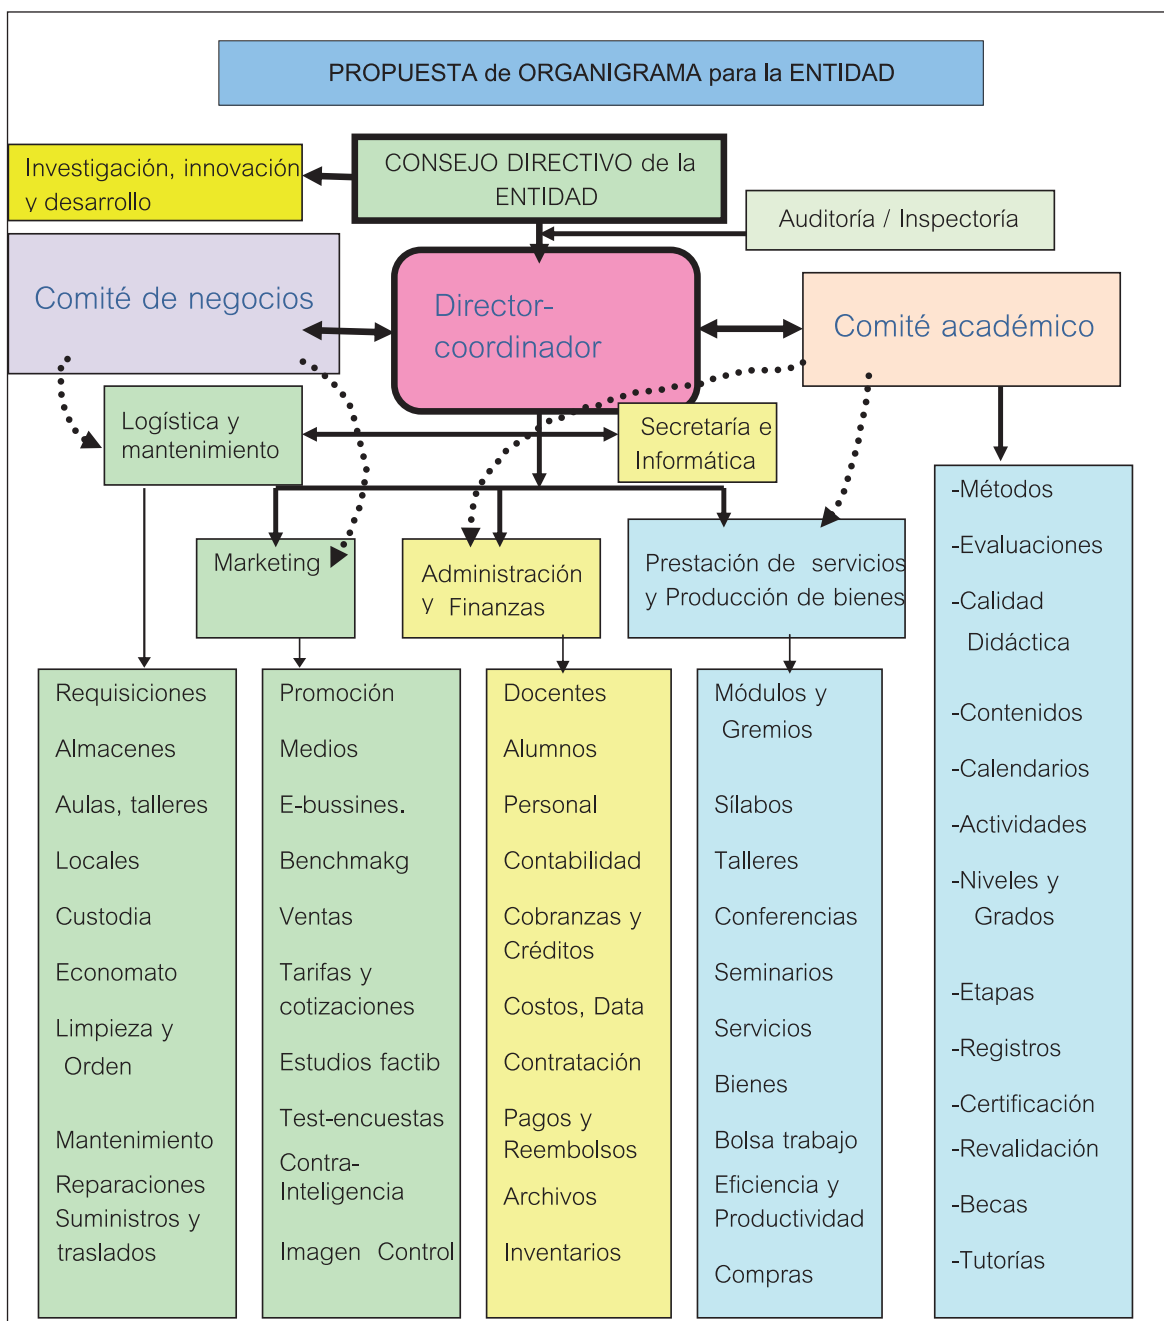 PROPUESTA de ORGANIGRAMA para la ENTIDAD
Investigación, innovación
y desarrollo
CONSEJO DIRECTIVO de la
ENTIDAD
Auditoría / Inspectoría
Comité de negocios
Director-
coordinador
Comité académico
Logística y
mantenimiento
Secretaría e
Informática
Marketing
Administración
y Finanzas
Prestación de servicios
y Producción de bienes
Requisiciones
Almacenes
Aulas, talleres
Locales
Custodia
Economato
Limpieza y
Orden
Mantenimiento
Reparaciones
Suministros y
traslados
Promoción
Medios
E-bussines.
Benchmakg
Ventas
Tarifas y
cotizaciones
Estudios factib
Test-encuestas
Contra-
Inteligencia
Imagen Control
Docentes
Alumnos
Personal
Contabilidad
Cobranzas y
Créditos
Costos, Data
Contratación
Pagos y
Reembolsos
Archivos
Inventarios
Módulos y
Gremios
Sílabos
Talleres
Conferencias
Seminarios
Servicios
Bienes
Bolsa trabajo
Eficiencia y
Productividad
Compras
-Métodos
-Evaluaciones
-Calidad
Didáctica
-Contenidos
-Calendarios
-Actividades
-Niveles y
Grados
-Etapas
-Registros
-Certificación
-Revalidación
-Becas
-Tutorías